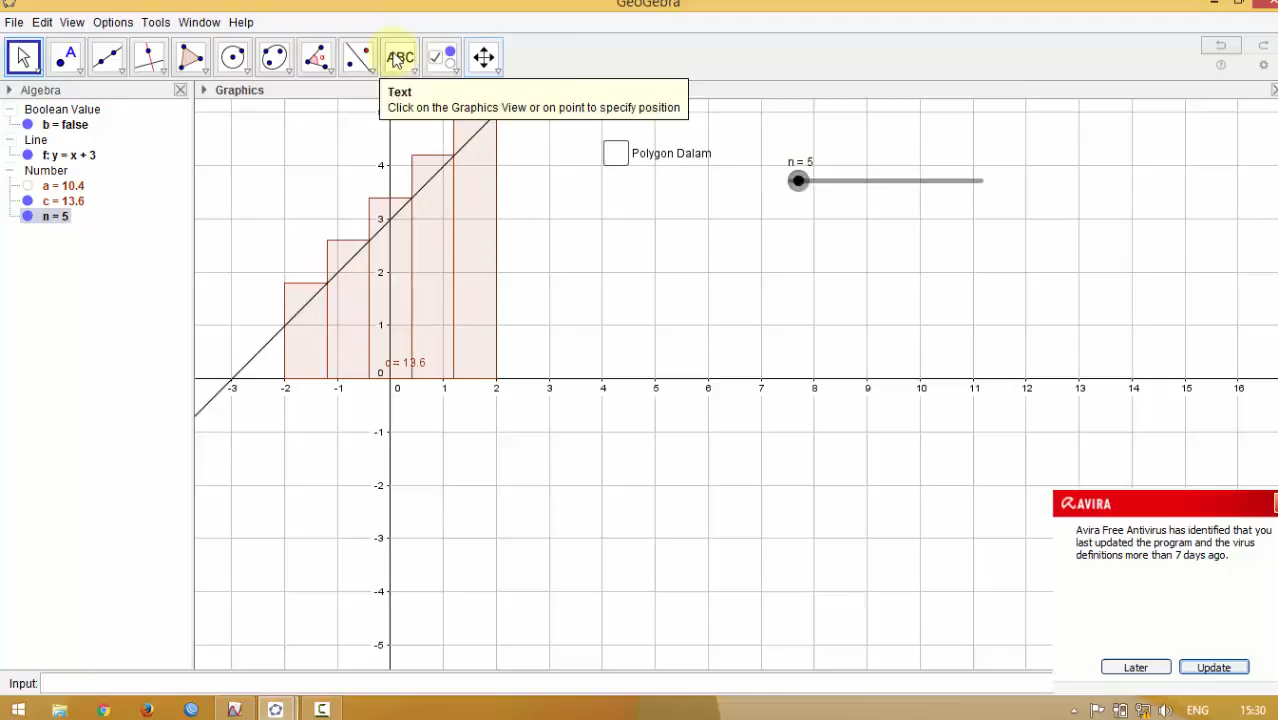 GeoGebra
File Edit View Options Tools Window Help
A
α
ABC
Algebra
Graphics
Text
Click on the Graphics View or on point to specify position
Boolean Value
b = false
Line
f: y = x + 3
Number
a = 10.4
c = 13.6
n = 5
Polygon Dalam
n = 5
4
3
2
1
c = 13.6
0
-3 -2 -1 0 1 2 3 4 5 6 7 8 9 10 11 12 13 14 15 16
-1
-2
-3
-4
-5
AVIRA
Avira Free Antivirus has identified that you
last updated the program and the virus
definitions more than 7 days ago.
Later Update
Input:
ENG 15:30